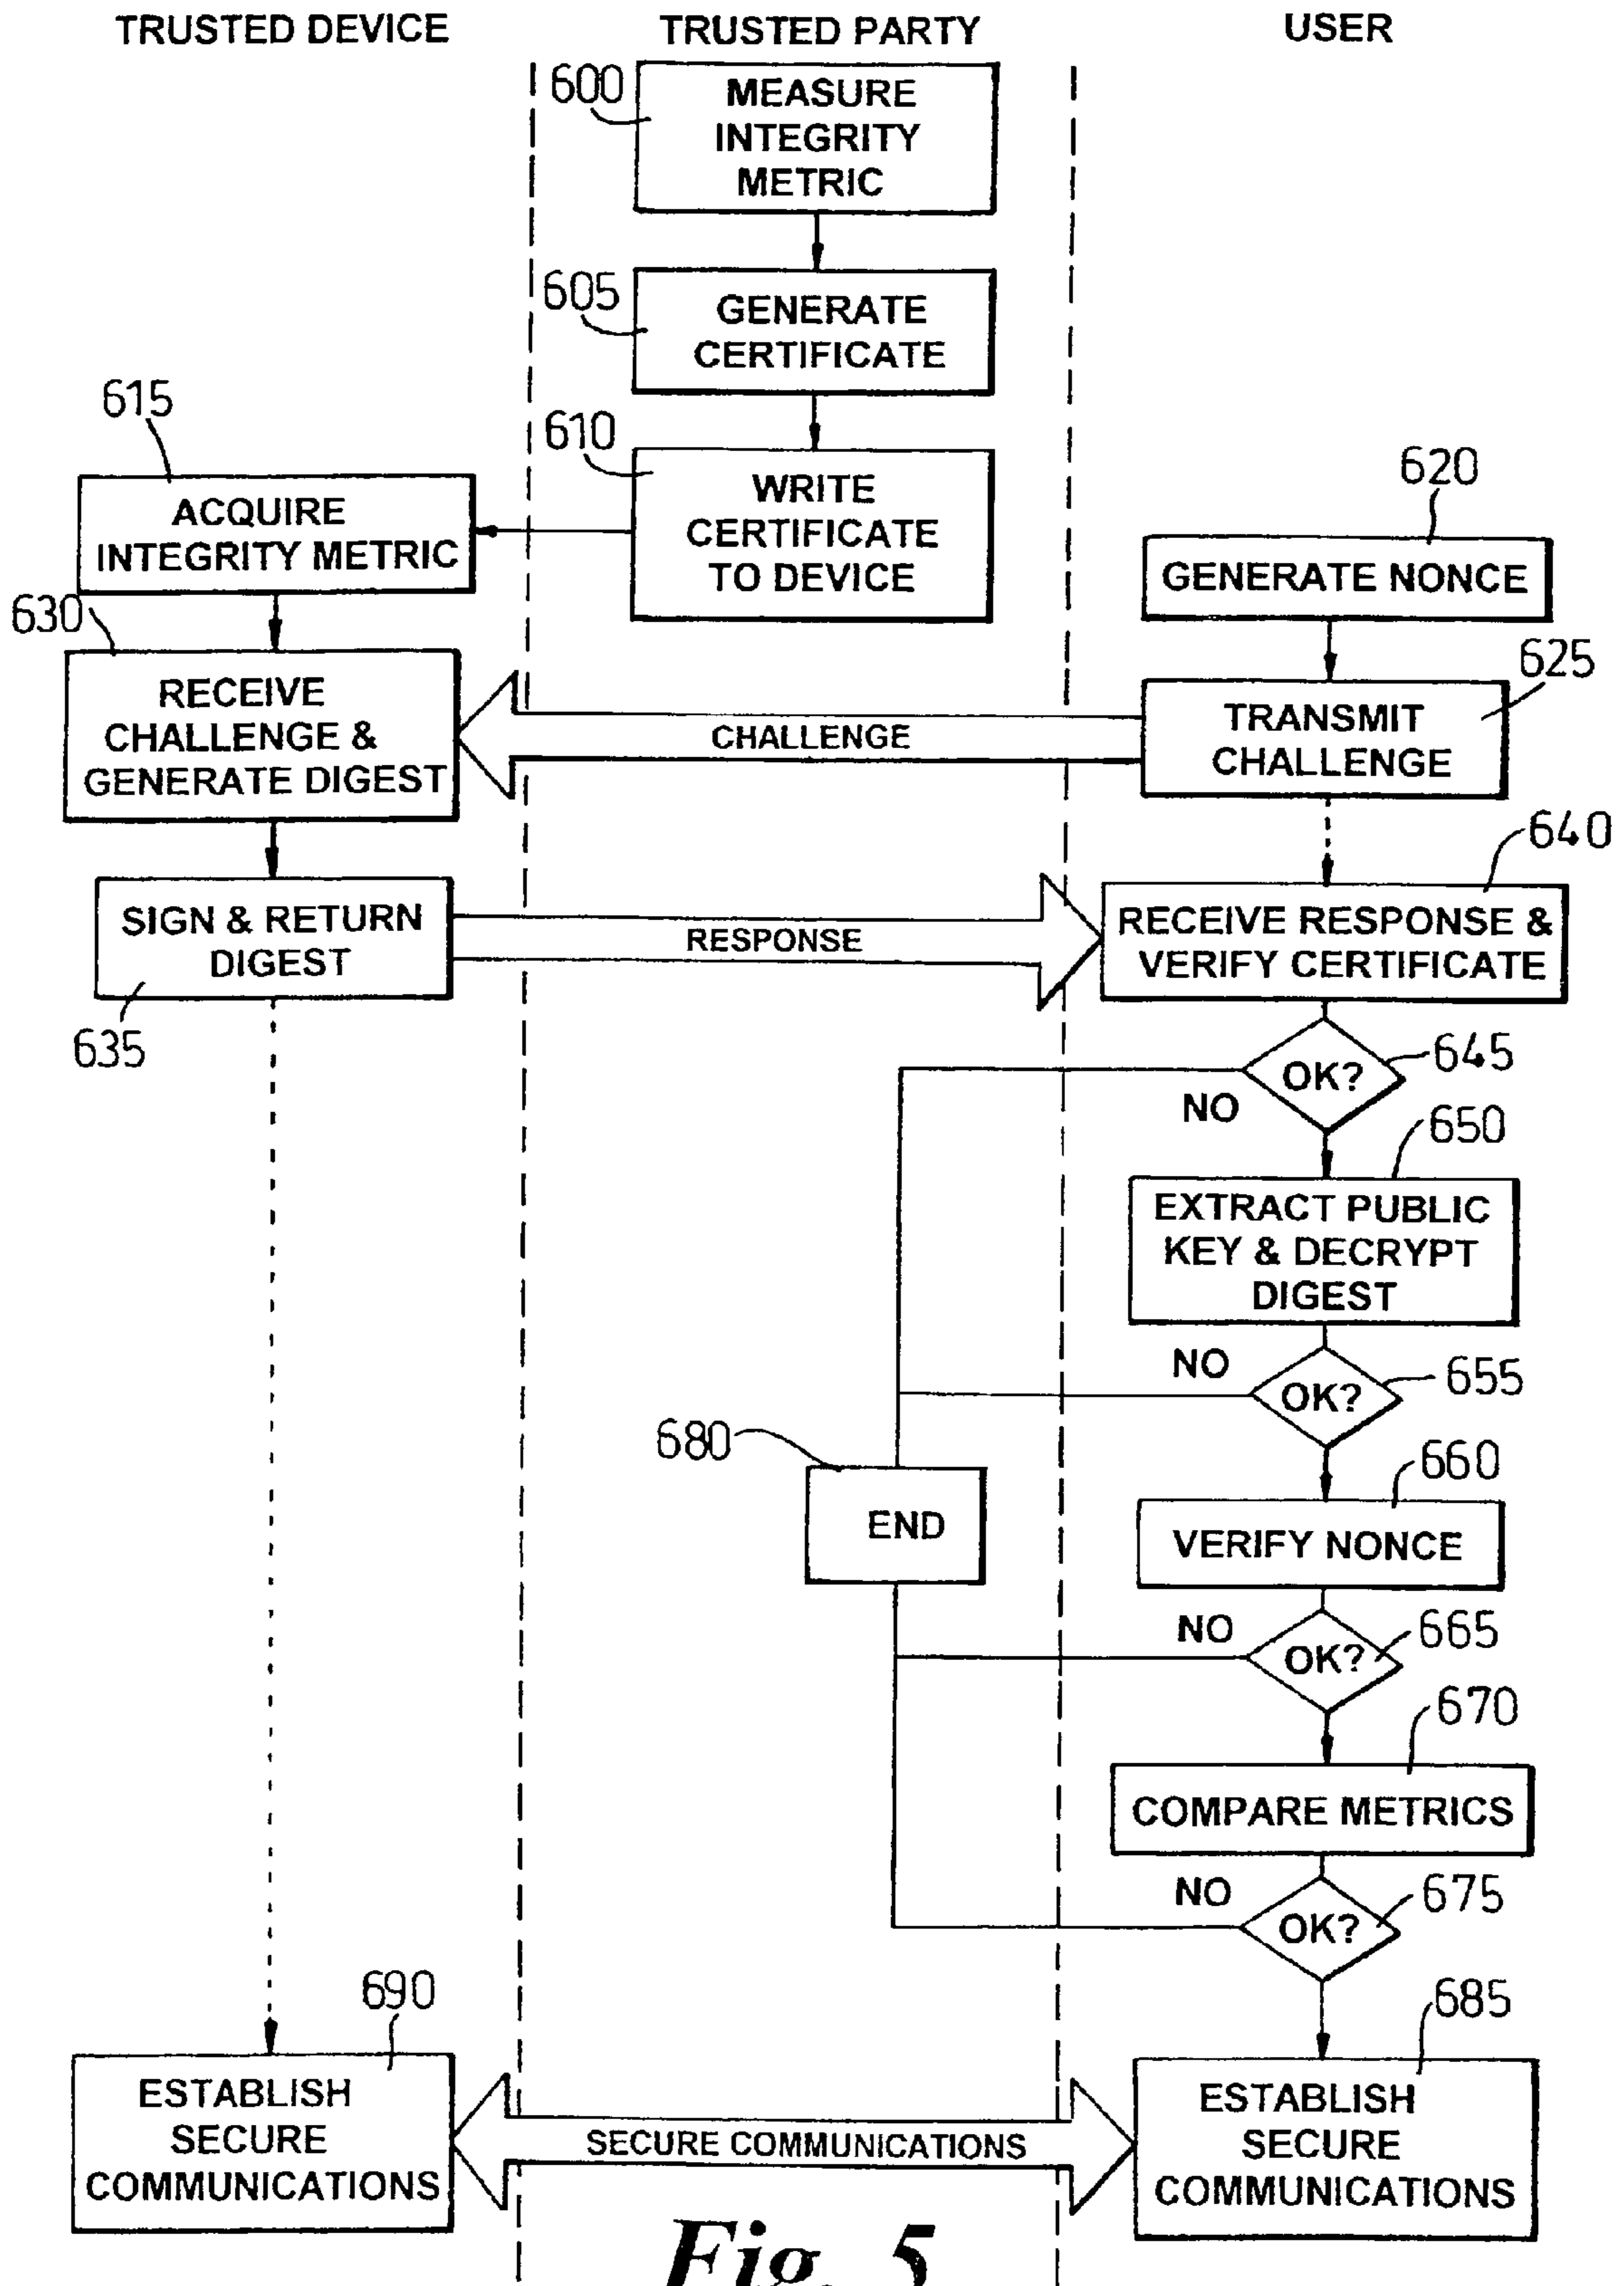 TRUSTED DEVICE
TRUSTED PARTY
USER
600
MEASURE
INTEGRITY
METRIC
605
GENERATE
CERTIFICATE
615
610
ACQUIRE
INTEGRITY METRIC
WRITE
CERTIFICATE
TO DEVICE
620
GENERATE NONCE
630
RECEIVE
CHALLENGE &
GENERATE DIGEST
CHALLENGE
625
TRANSMIT
CHALLENGE
640
SIGN & RETURN
DIGEST
635
RESPONSE
RECEIVE RESPONSE &
VERIFY CERTIFICATE
OK?
645
NO
650
EXTRACT PUBLIC
KEY & DECRYPT
DIGEST
NO
OK?
655
680
END
660
VERIFY NONCE
NO
OK?
665
670
COMPARE METRICS
NO
OK?
675
690
685
ESTABLISH
SECURE
COMMUNICATIONS
SECURE COMMUNICATIONS
ESTABLISH
SECURE
COMMUNICATIONS
Fig. 5